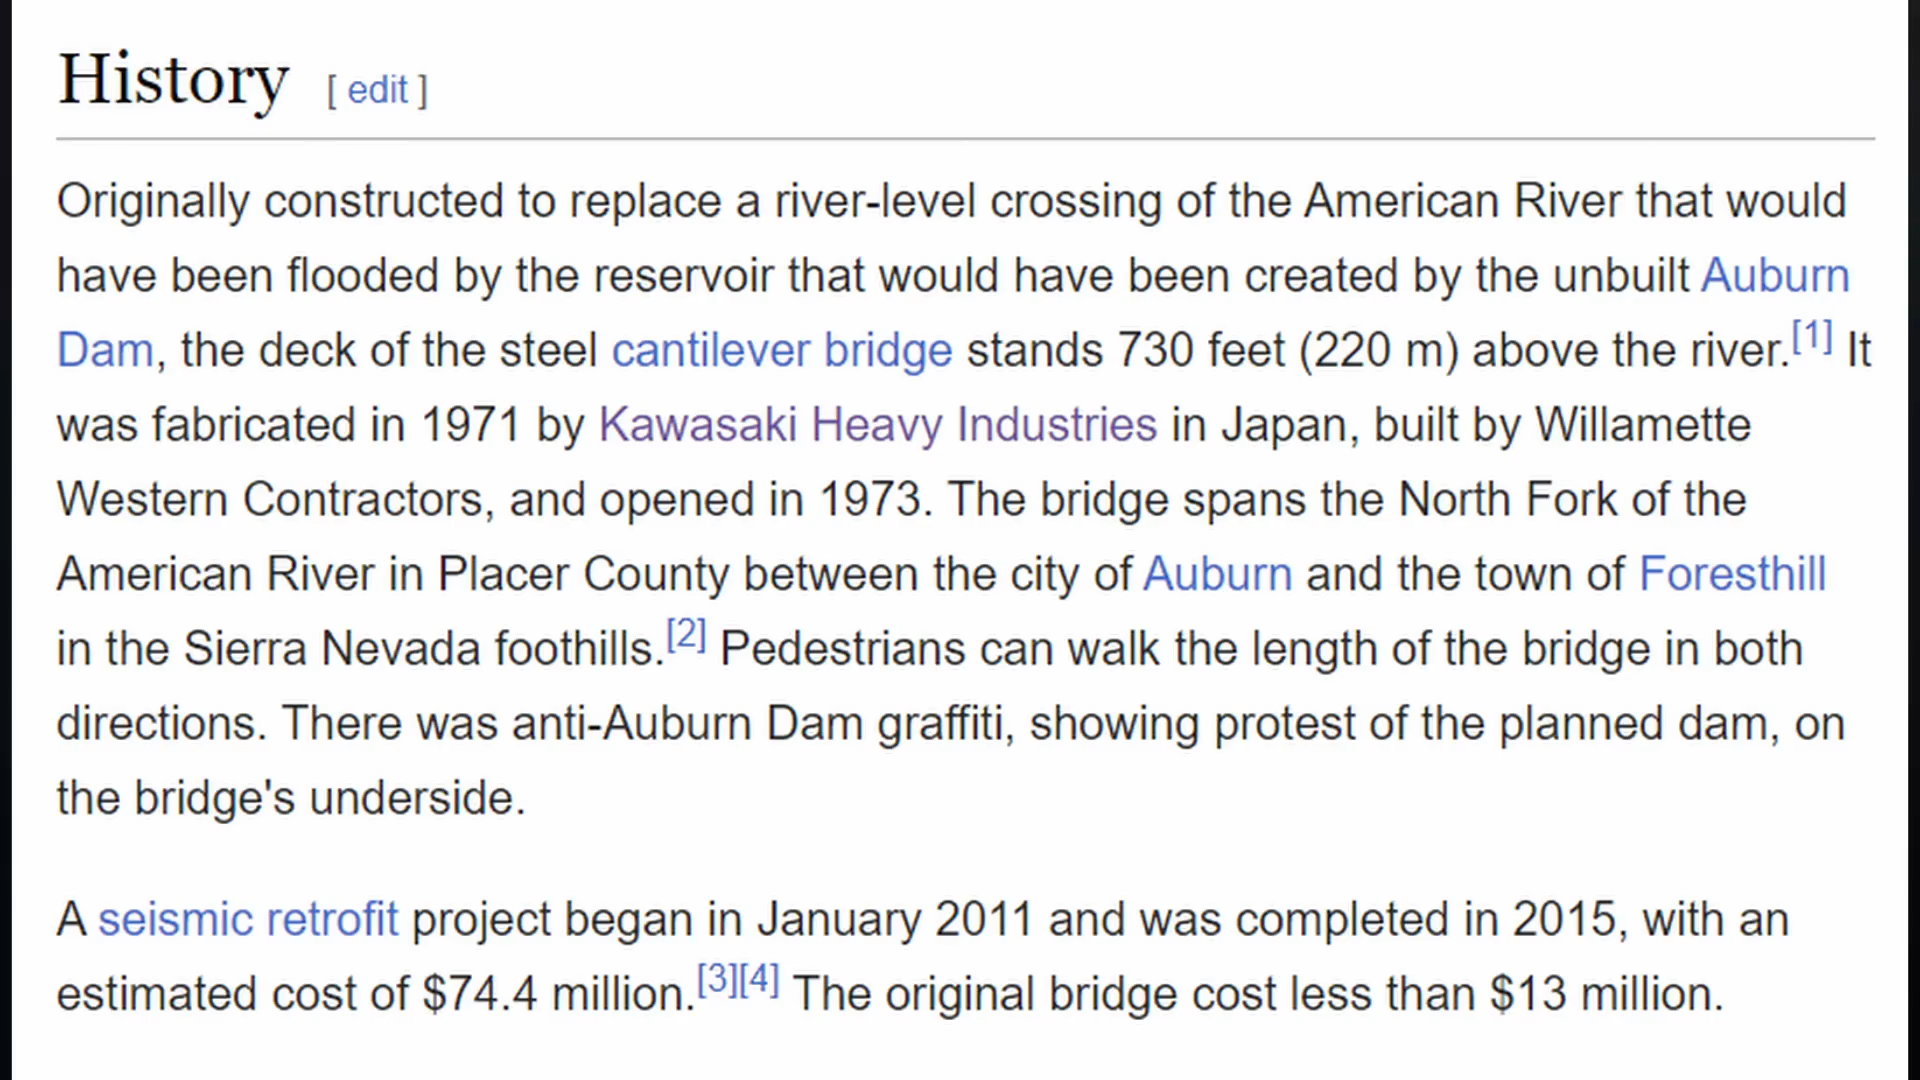 History [ edit ]
Originally constructed to replace a river-level crossing of the American River that would
have been flooded by the reservoir that would have been created by the unbuilt Auburn
Dam, the deck of the steel cantilever bridge stands 730 feet (220 m) above the river.[1] It
was fabricated in 1971 by Kawasaki Heavy Industries in Japan, built by Willamette
Western Contractors, and opened in 1973. The bridge spans the North Fork of the
American River in Placer County between the city of Auburn and the town of Foresthill
in the Sierra Nevada foothills.[2] Pedestrians can walk the length of the bridge in both
directions. There was anti-Auburn Dam graffiti, showing protest of the planned dam, on
the bridge's underside.
A seismic retrofit project began in January 2011 and was completed in 2015, with an
estimated cost of $74.4 million.[3][4] The original bridge cost less than $13 million.